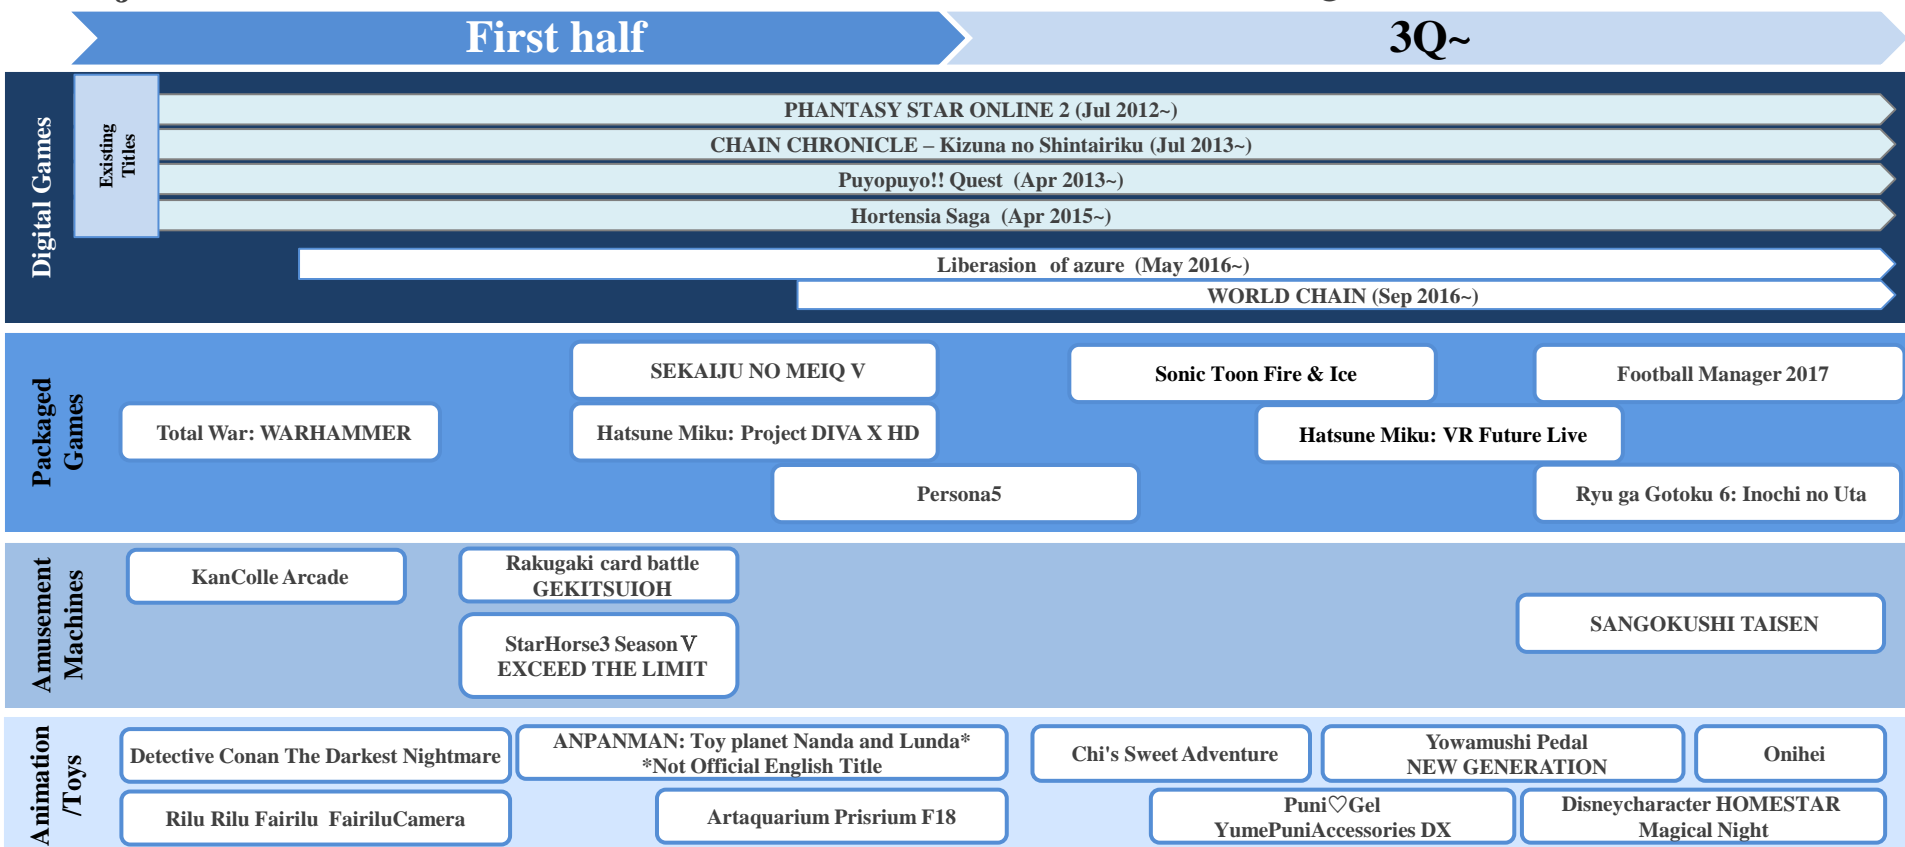 First half
3Q~
Digital Games
Existing
Titles
PHANTASY STAR ONLINE 2 (Jul 2012~)
CHAIN CHRONICLE – Kizuna no Shintairiku (Jul 2013~)
Puyopuyo!! Quest (Apr 2013~)
Hortensia Saga (Apr 2015~)
Liberasion of azure (May 2016~)
WORLD CHAIN (Sep 2016~)
Packaged
Games
SEKAIJU NO MEIQ V
Sonic Toon Fire & Ice
Football Manager 2017
Total War: WARHAMMER
Hatsune Miku: Project DIVA X HD
Hatsune Miku: VR Future Live
Persona5
Ryu ga Gotoku 6: Inochi no Uta
Amusement
Machines
KanColle Arcade
Rakugaki card battle
GEKITSUIOH
StarHorse3 Season Ⅴ
EXCEED THE LIMIT
SANGOKUSHI TAISEN
Animation
/Toys
Detective Conan The Darkest Nightmare
ANPANMAN: Toy planet Nanda and Lunda*
*Not Official English Title
Chi's Sweet Adventure
Yowamushi Pedal
NEW GENERATION
Onihei
Rilu Rilu Fairilu FairiluCamera
Artaquarium Prisrium F18
Puni♡Gel
YumePuniAccessories DX
Disneycharacter HOMESTAR
Magical Night